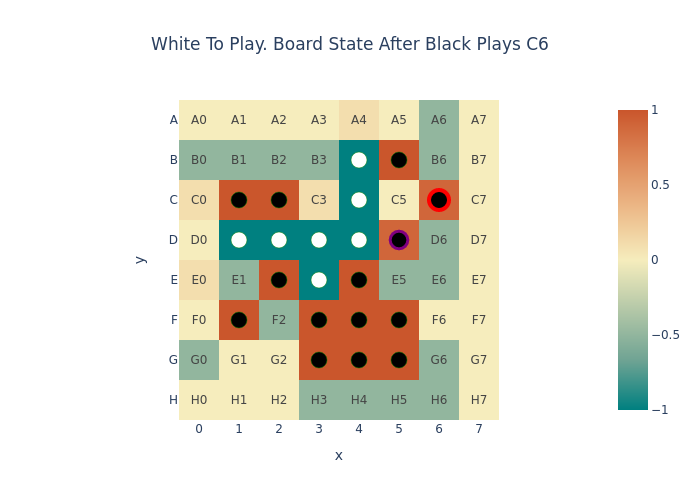 White To Play. Board State After Black Plays C6
A A0 A1 A2 A3 A4 A5 A6 A7
B B0 B1 B2 B3 B6 B7
C C0 C3 C5 C7
D D0 D6 D7
E E0 E1 E5 E6 E7
F F0 F2 F6 F7
G G0 G1 G2 G6 G7
H H0 H1 H2 H3 H4 H5 H6 H7
0 1 2 3 4 5 6 7
x
y
1
0.5
0
−0.5
−1